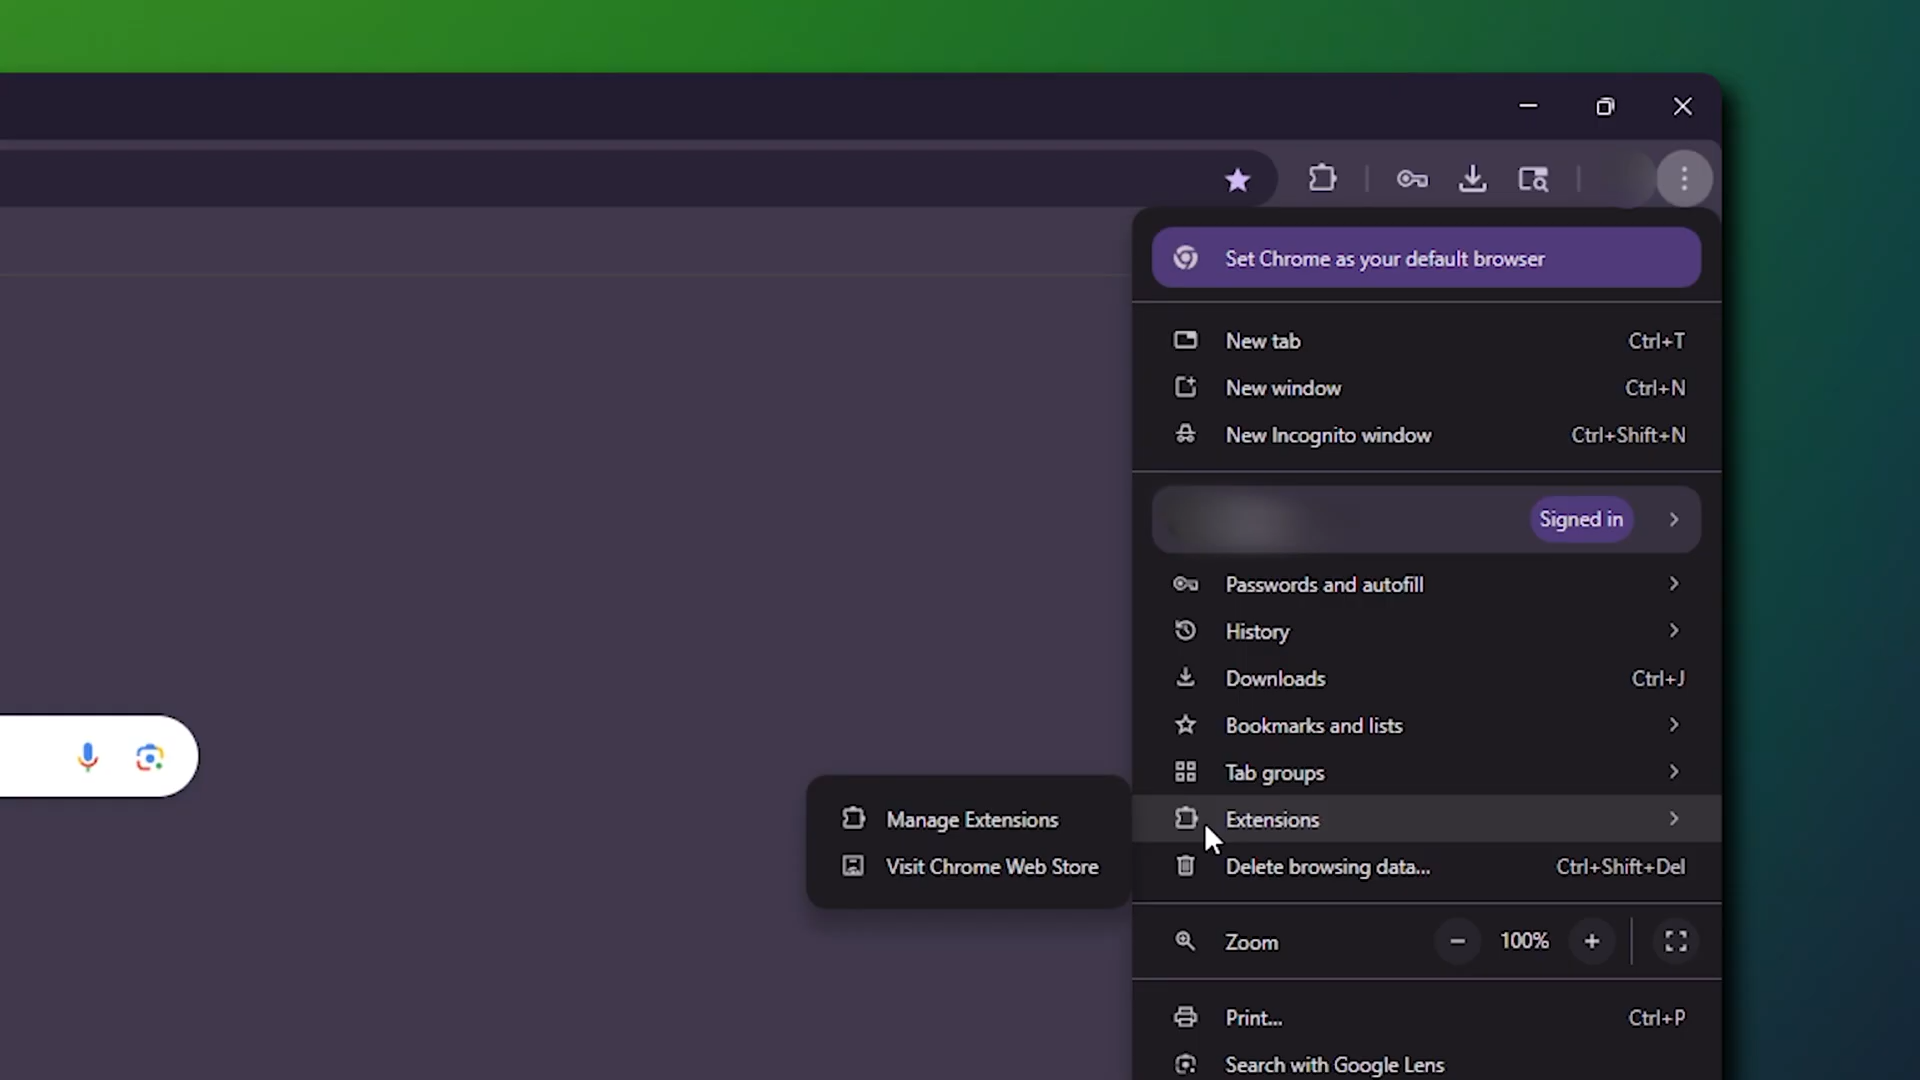 Set Chrome as your default browser
New tab Ctrl+T
New window Ctrl+N
New Incognito window Ctrl+Shift+N
Signed in
Passwords and autofill
History
Downloads Ctrl+J
Bookmarks and lists
Tab groups
Extensions
Manage Extensions
Visit Chrome Web Store
Delete browsing data... Ctrl+Shift+Del
Zoom 100%
Print... Ctrl+P
Search with Google Lens